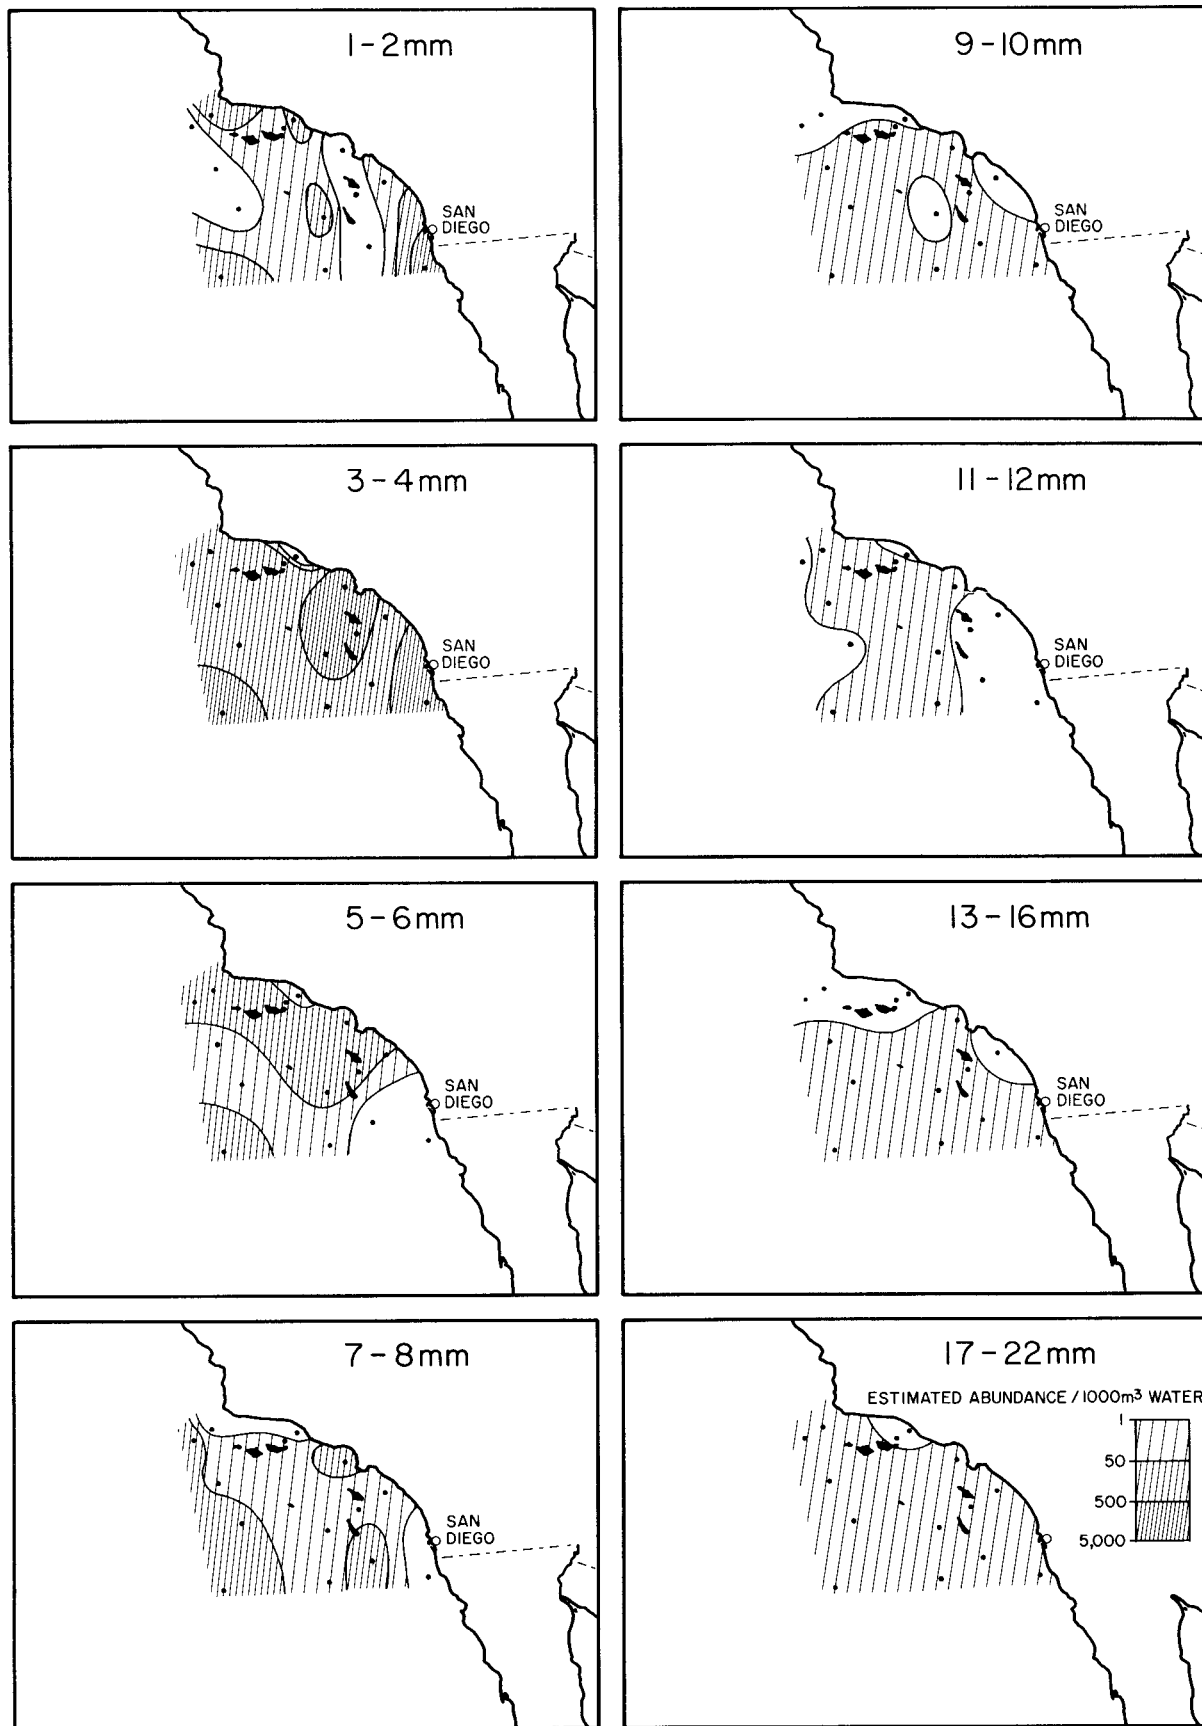 1-2mm
SAN
DIEGO
9-10mm
SAN
DIEGO
3-4mm
SAN
DIEGO
11-12mm
SAN
DIEGO
5-6mm
SAN
DIEGO
13-16mm
SAN
DIEGO
7-8mm
SAN
DIEGO
17-22mm
ESTIMATED ABUNDANCE / 1000m³ WATER
1
50
500
5,000